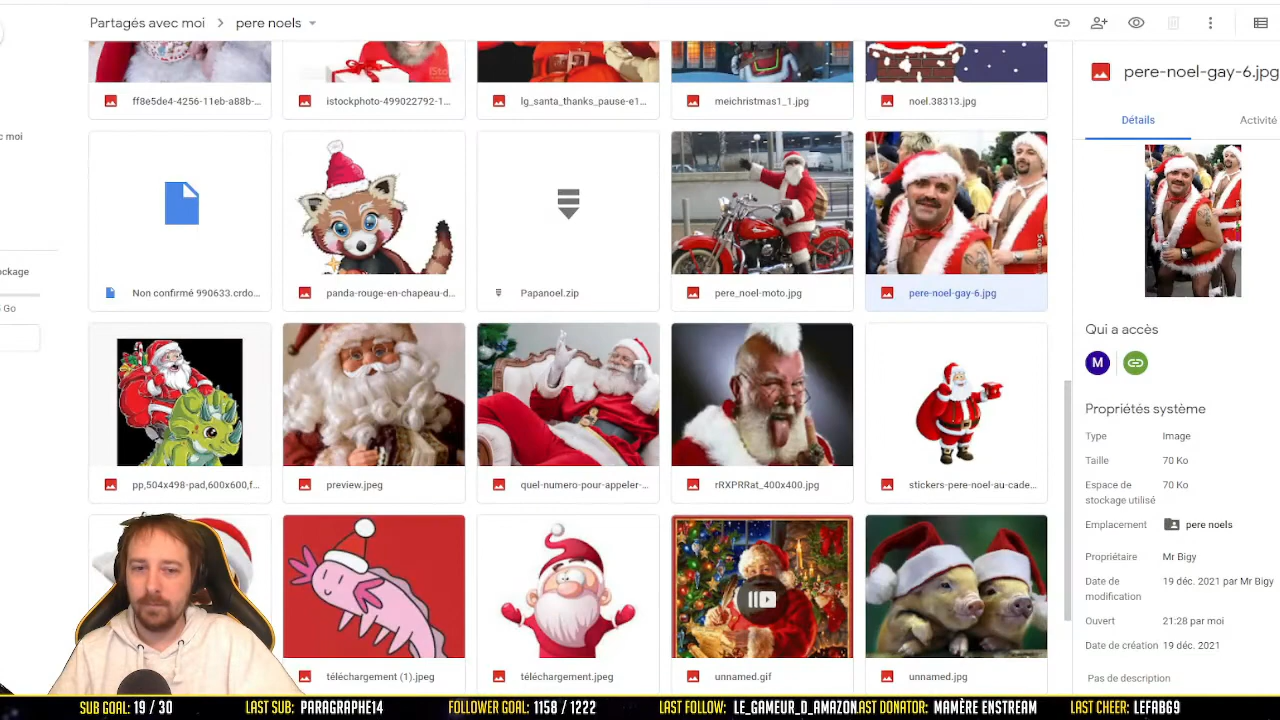 Partagés avec moi > pere noels
ff8e5de4-4256-11eb-a88b-...
istockphoto-499022792-1...
lg_santa_thanks_pause-e1...
meichristmas1_1.jpg
noel.38313.jpg
pere-noel-gay-6.jpg
Détails
Activité
c moi
ockage
Go
Non confirmé 990633.crdo...
panda-rouge-en-chapeau-d...
Papanoel.zip
pere_noel-moto.jpg
pere-noel-gay-6.jpg
Qui a accès
M
Propriétés système
Type Image
Taille 70 Ko
Espace de stockage utilisé 70 Ko
Emplacement pere noels
Propriétaire Mr Bigy
Date de modification 19 déc. 2021 par Mr Bigy
Ouvert 21:28 par moi
Date de création 19 déc. 2021
Pas de description
pp,504x498-pad,600x600,f...
preview.jpeg
quel-numero-pour-appeler-...
rRXPRRat_400x400.jpg
stickers-pere-noel-au-cade...
téléchargement (1).jpeg
téléchargement.jpeg
unnamed.gif
unnamed.jpg
SUB GOAL: 19 / 30 LAST SUB: PARAGRAPHE14 FOLLOWER GOAL: 1158 / 1222 LAST FOLLOW: LE_GAMEUR_D_AMAZON LAST DONATOR: MAMÈRE ENSTREAM LAST CHEER: LEFAB69